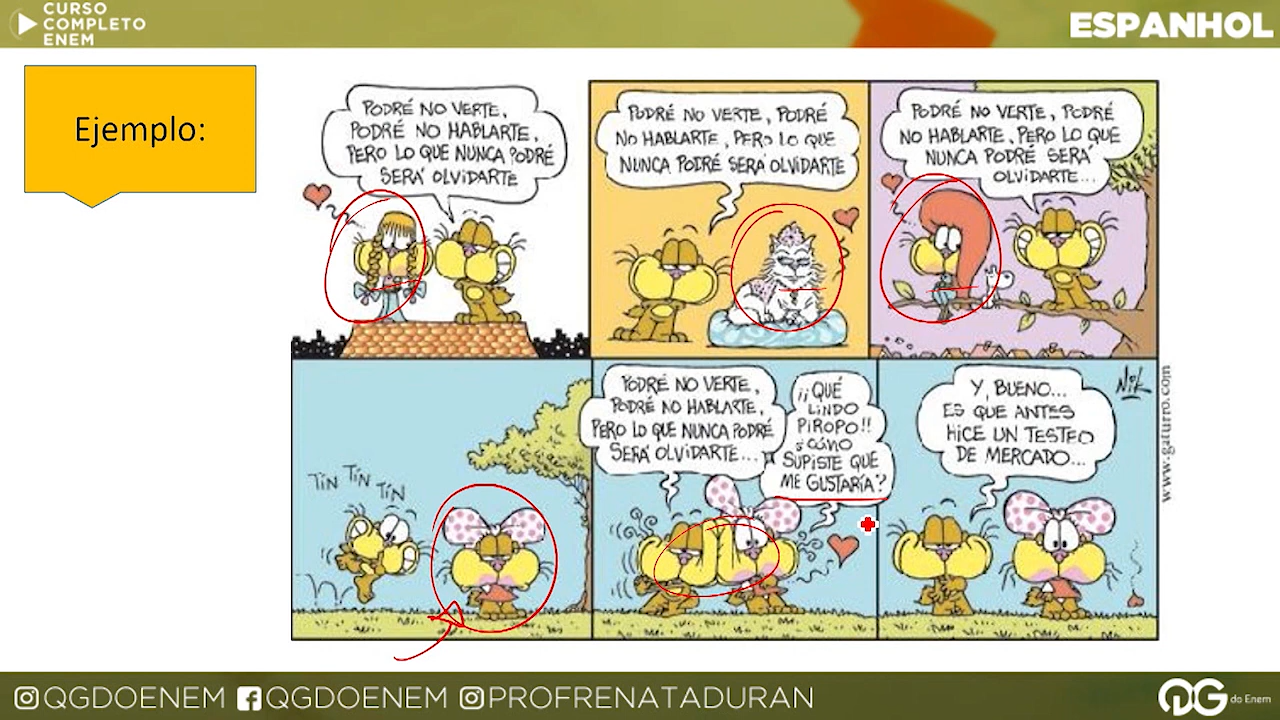 CURSO
COMPLETO
ENEM
ESPANHOL
Ejemplo:
PODRÉ NO VERTE,
PODRÉ NO HABLARTE,
PERO LO QUE NUNCA PODRÉ
SERÁ OLVIDARTE
PODRÉ NO VERTE, PODRÉ
NO HABLARTE, PERO LO QUE
NUNCA PODRÉ SERÁ OLVIDARTE
PODRÉ NO VERTE, PODRÉ
NO HABLARTE, PERO LO QUE
NUNCA PODRÉ SERÁ
OLVIDARTE...
TIN TIN TIN
PODRÉ NO VERTE,
PODRÉ NO HABLARTE,
PERO LO QUE NUNCA PODRÉ
SERÁ OLVIDARTE...
¡¡QUÉ
LINDO
PIROPO!!
¿CÓMO
SUPISTE QUE
ME GUSTARÍA?
Y, BUENO...
ES QUE ANTES
HICE UN TESTEO
DE MERCADO...
NIK
www.gaturro.com
QGDOENEM QGDOENEM PROFRENATADURAN
QG do Enem